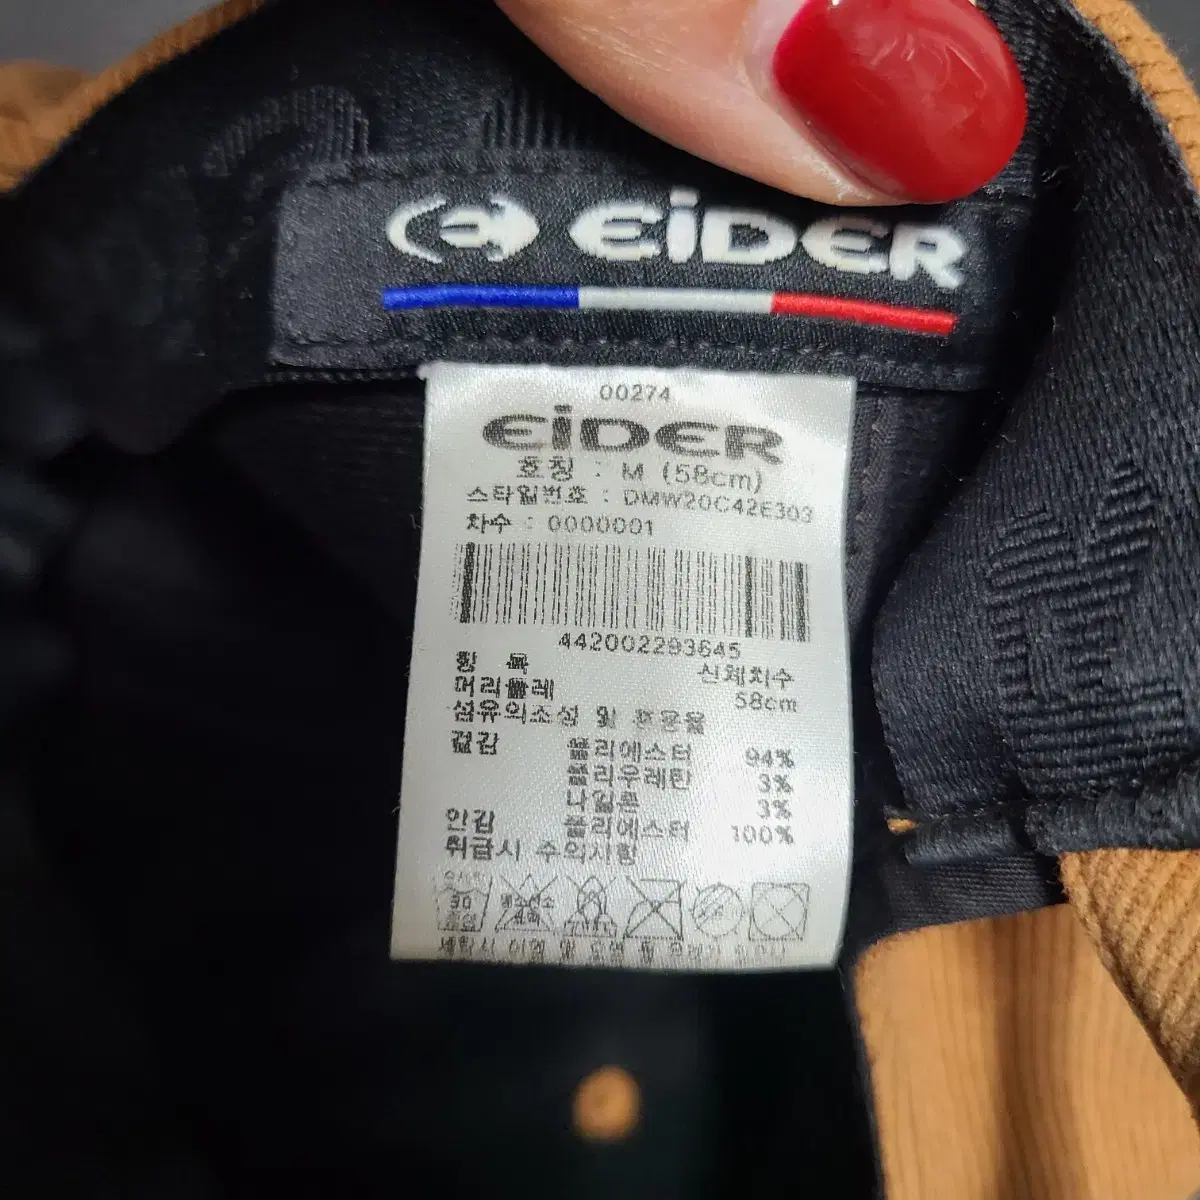 EiDER
00274
EiDER
호칭 : M (58cm)
스타일번호 : DMW20C42E303
차수 : 0000001
442002293645
항 목 신체치수
머리둘레 58cm
섬유의조성 및 혼용율
겉감 폴리에스터 94%
폴리우레탄 3%
나일론 3%
안감 폴리에스터 100%
취급시 주의사항
30